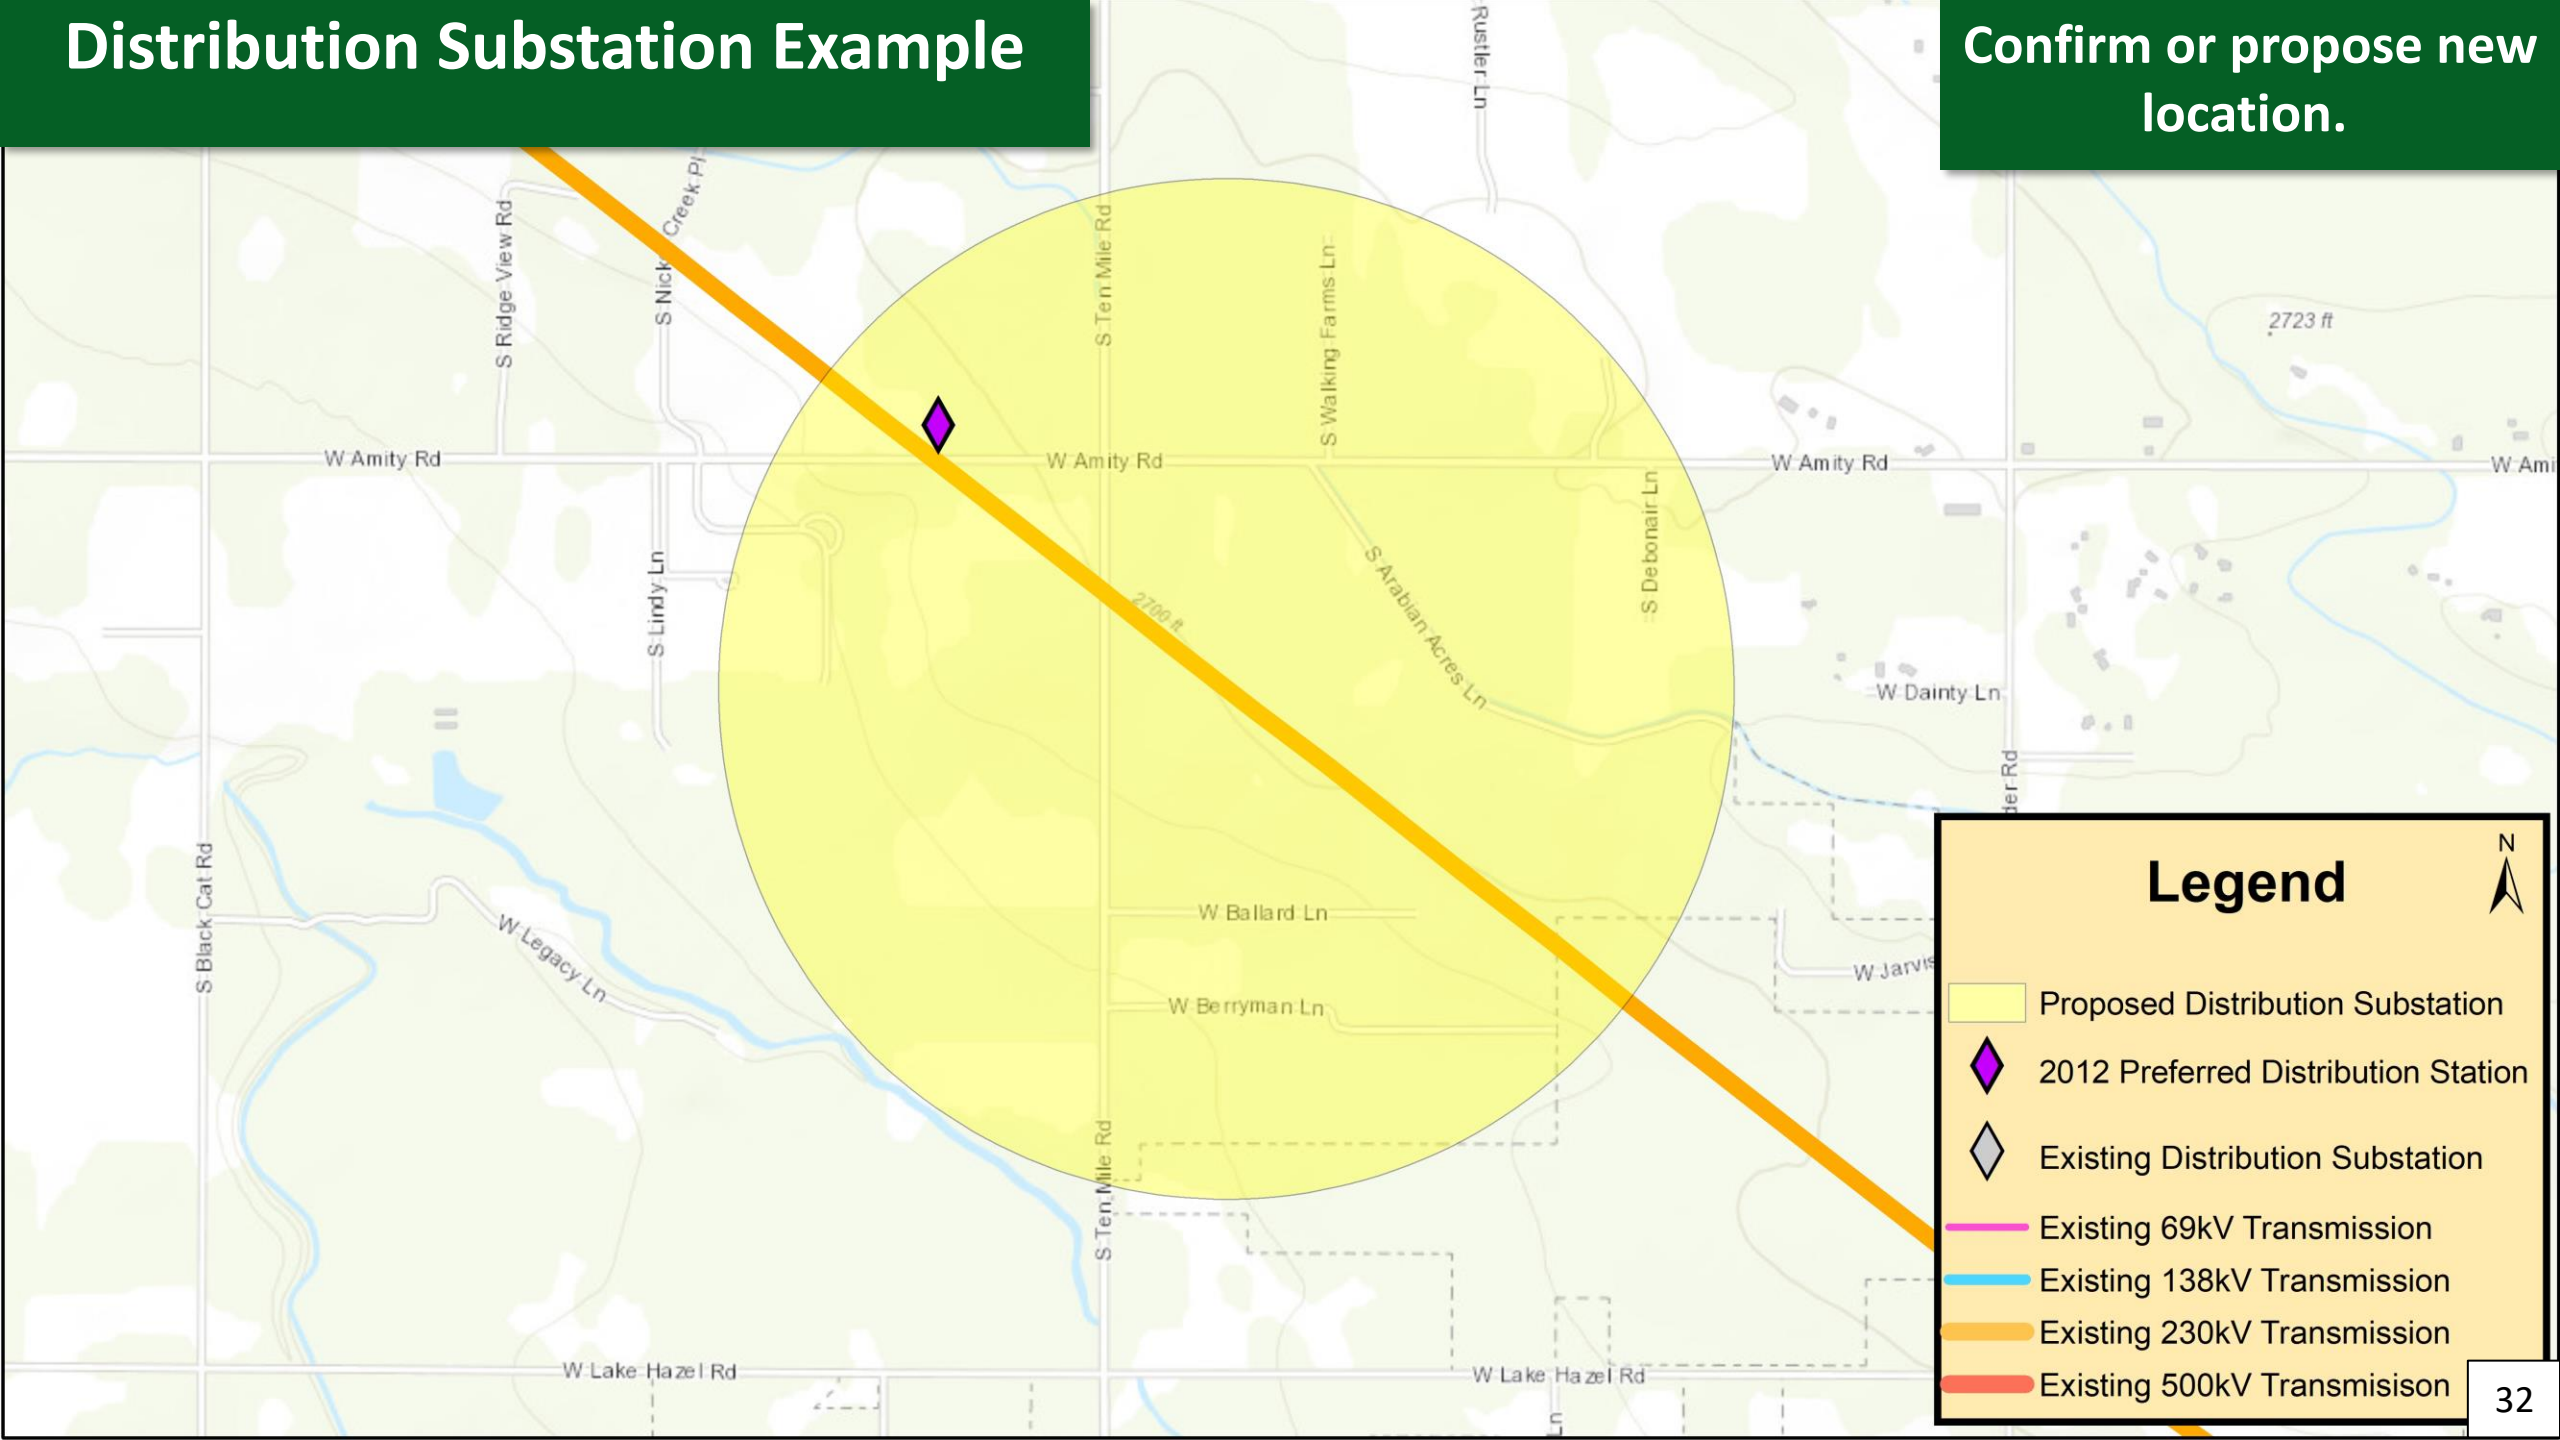 Distribution Substation Example
Confirm or propose new
location.
Rustler Ln
Creek Pl
S Nick
S Ridge View Rd
S Ten Mile Rd
S Walking Farms Ln
2723 ft
W Amity Rd
W Amity Rd
W Amity Rd
W Ami
S Lindy Ln
S Debonair Ln
S Arabian Acres Ln
2700 ft
W Dainty Ln
der Rd
S Black Cat Rd
W Legacy Ln
W Ballard Ln
W Berryman Ln
W Jarvis
S Ten Mile Rd
W Lake Hazel Rd
W Lake Hazel Rd
Ln
N
Legend
Proposed Distribution Substation
2012 Preferred Distribution Station
Existing Distribution Substation
Existing 69kV Transmission
Existing 138kV Transmission
Existing 230kV Transmission
Existing 500kV Transmisison
32